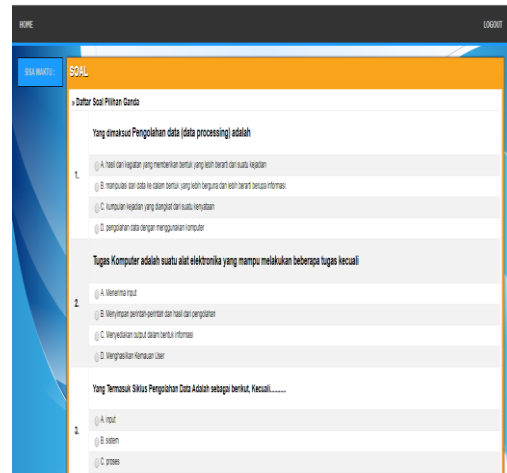 HOME
LOGOUT
SISA WAKTU :
SOAL
» Daftar Soal Pilihan Ganda
Yang dimaksud Pengolahan data (data processing) adalah
1.
A. hasil dari kegiatan yang memberikan bentuk yang lebih berarti dari suatu kejadian
B. manipulasi dari data ke dalam bentuk yang lebih berguna dan lebih berarti berupa informasi
C. kumpulan kejadian yang diangkat dari suatu kenyataan
D. pengolahan data dengan menggunakan komputer
Tugas Komputer adalah suatu alat elektronika yang mampu melakukan beberapa tugas kecuali
2.
A. Menerima input
B. Menyimpan perintah-perintah dan hasil dari pengolahan
C. Menyediakan output dalam bentuk informasi
D. Menghasilkan Kemauan User
Yang Termasuk Siklus Pengolahan Data Adalah sebagai berikut, Kecuali..........
3.
A. input
B. sistem
C. proses